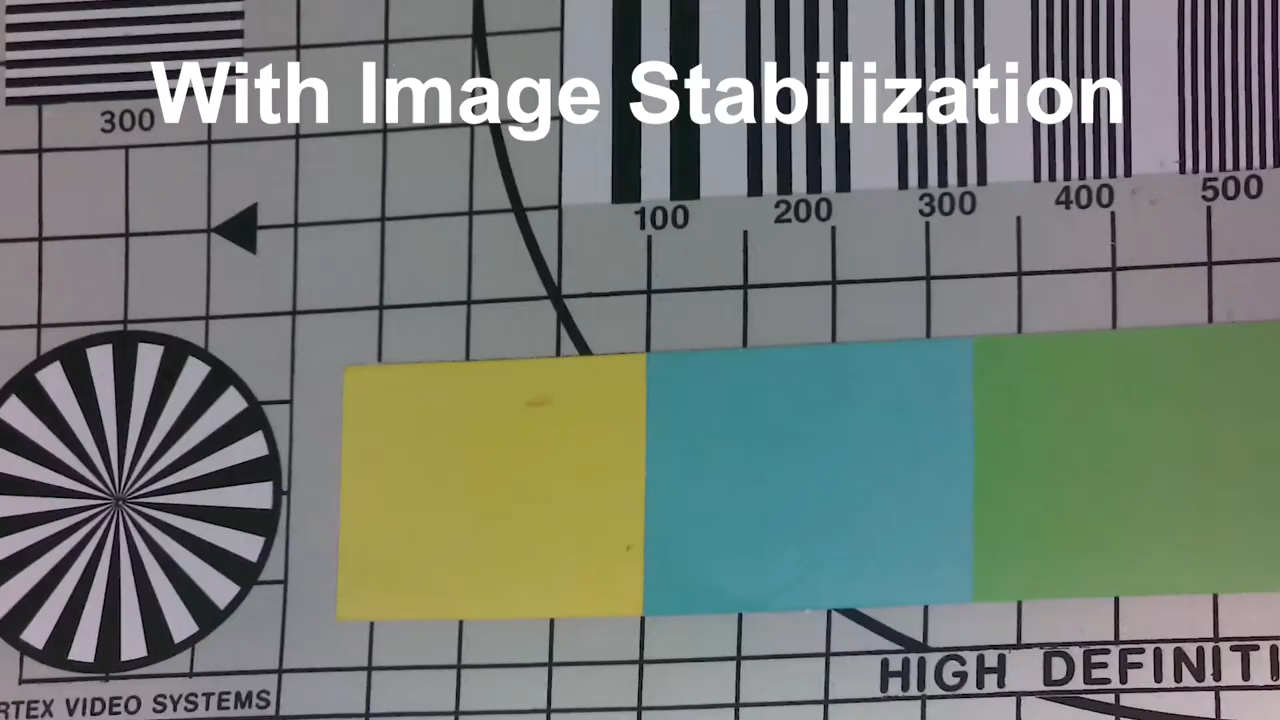 With Image Stabilization
300
100 200 300 400 500
HIGH DEFINITI
RTEX VIDEO SYSTEMS